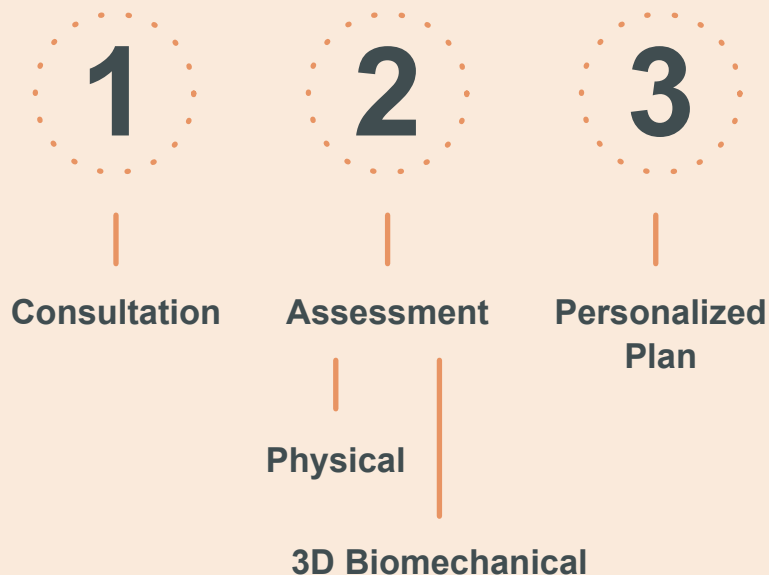 1
2
3
Consultation
Assessment
Personalized
Plan
Physical
3D Biomechanical